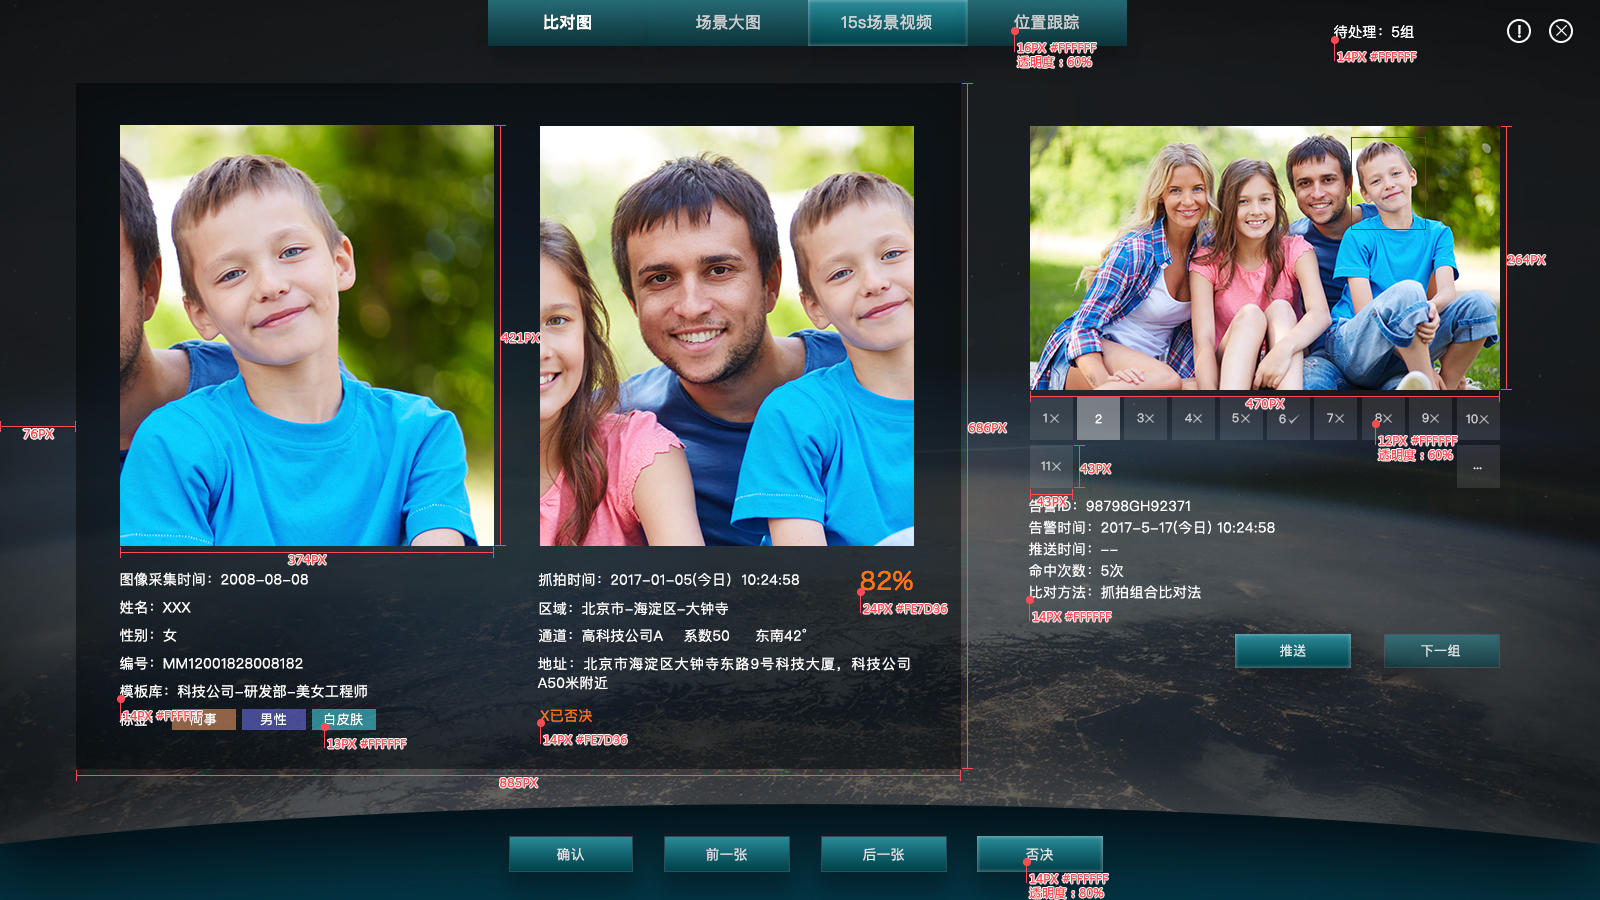 比对图
场景大图
15s场景视频
位置跟踪
16PX #FFFFFF
透明度：60%
待处理：5组
14PX #FFFFFF
421PX
374PX
76PX
686PX
885PX
264PX
470PX
图像采集时间：2008-08-08
姓名：XXX
性别：女
编号：MM12001828008182
模板库：科技公司-研发部-美女工程师
14PX #FFFFFF
标签：
同事
男性
白皮肤
13PX #FFFFFF
抓拍时间：2017-01-05(今日) 10:24:58
82%
24PX #FE7D36
区域：北京市-海淀区-大钟寺
通道：高科技公司A 系数50 东南42°
地址：北京市海淀区大钟寺东路9号科技大厦，科技公司
A50米附近
X已否决
14PX #FE7D36
1× 2 3× 4× 5× 6✓ 7× 8× 9× 10×
12PX #FFFFFF
透明度：60%
11×
43PX
...
43PX
告警ID：98798GH92371
告警时间：2017-5-17(今日) 10:24:58
推送时间：--
命中次数：5次
比对方法：抓拍组合比对法
14PX #FFFFFF
推送
下一组
确认
前一张
后一张
否决
14PX #FFFFFF
透明度：80%